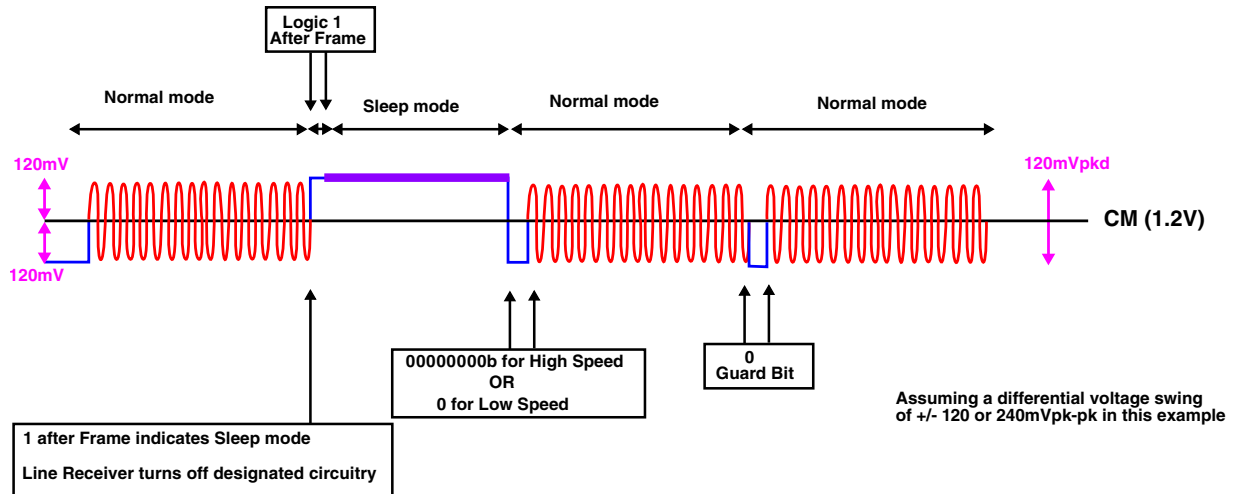 Logic 1
After Frame
Normal mode
Sleep mode
Normal mode
Normal mode
120mV
120mVpkd
CM (1.2V)
120mV
00000000b for High Speed
OR
0 for Low Speed
0
Guard Bit
Assuming a differential voltage swing
of +/- 120 or 240mVpk-pk in this example
1 after Frame indicates Sleep mode
Line Receiver turns off designated circuitry